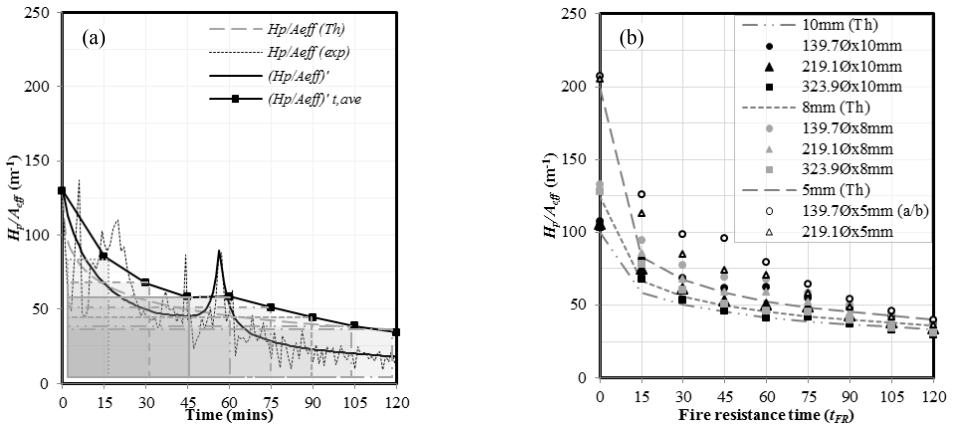 (a)
Hp/Aeff (Th)
Hp/Aeff (exp)
(Hp/Aeff)'
(Hp/Aeff)' t,ave
250
200
150
100
50
0
Hp/Aeff (m-1)
0 15 30 45 60 75 90 105 120
Time (mins)
(b)
10mm (Th)
139.7Øx10mm
219.1Øx10mm
323.9Øx10mm
8mm (Th)
139.7Øx8mm
219.1Øx8mm
323.9Øx8mm
5mm (Th)
139.7Øx5mm (a/b)
219.1Øx5mm
250
200
150
100
50
0
Hp/Aeff (m-1)
0 15 30 45 60 75 90 105 120
Fire resistance time (tFR)